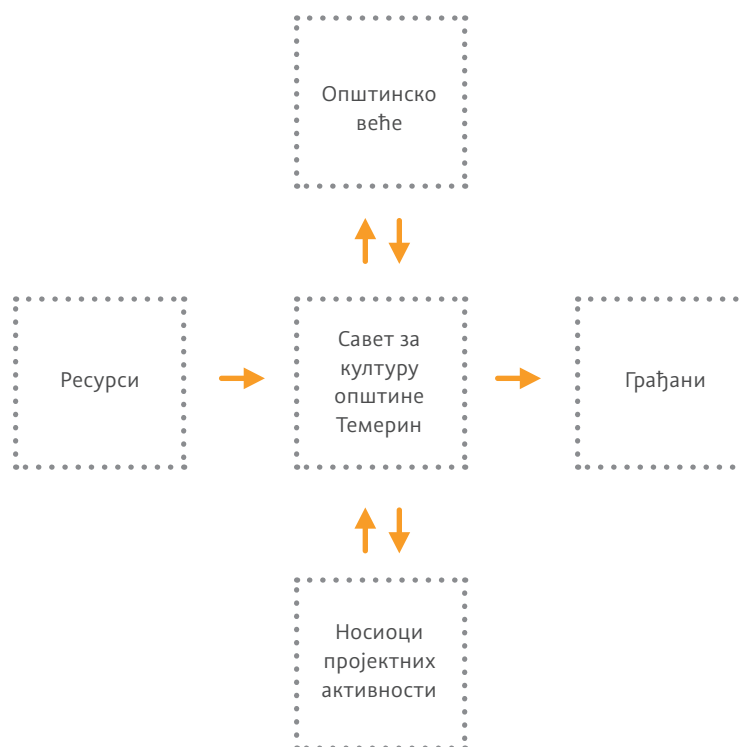 Општинско
веће
Ресурси
Савет за
културу
општине
Темерин
Грађани
Носиоци
пројектних
активности